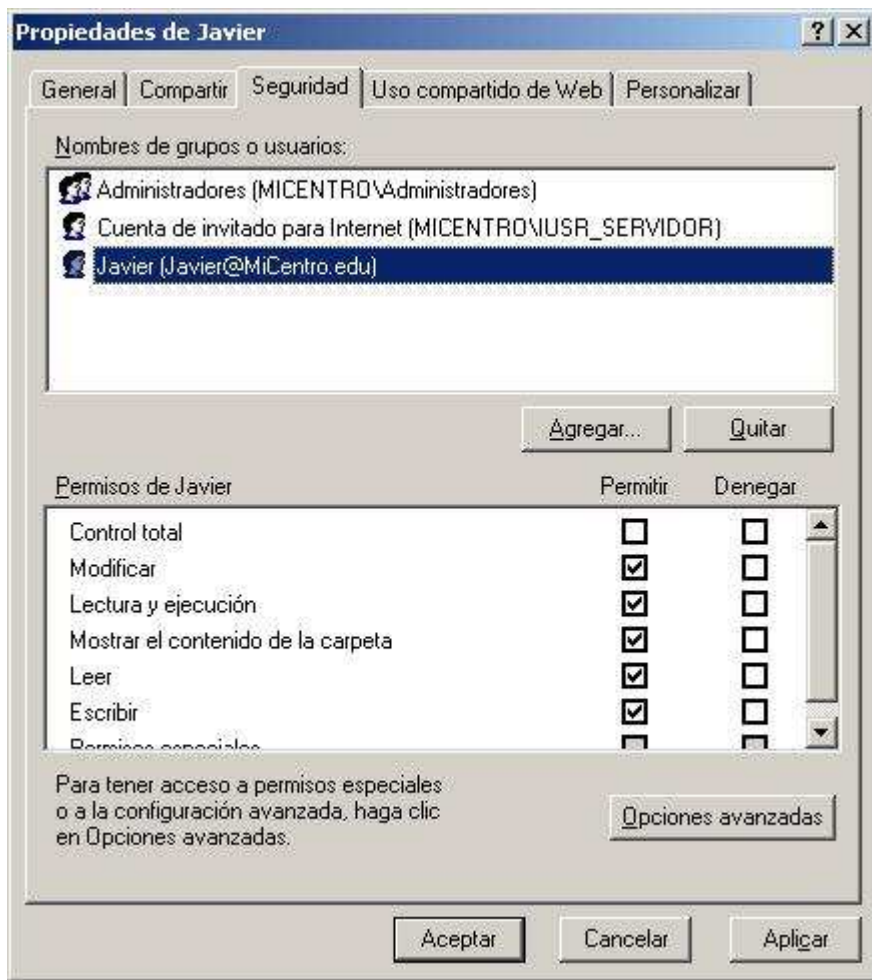 Propiedades de Javier
General Compartir Seguridad Uso compartido de Web Personalizar
Nombres de grupos o usuarios:
Administradores (MICENTRO\Administradores)
Cuenta de invitado para Internet (MICENTRO\IUSR_SERVIDOR)
Javier (Javier@MiCentro.edu)
Agregar... Quitar
Permisos de Javier Permitir Denegar
Control total
Modificar
Lectura y ejecución
Mostrar el contenido de la carpeta
Leer
Escribir
Permisos especiales
Para tener acceso a permisos especiales
o a la configuración avanzada, haga clic
en Opciones avanzadas.
Opciones avanzadas
Aceptar Cancelar Aplicar